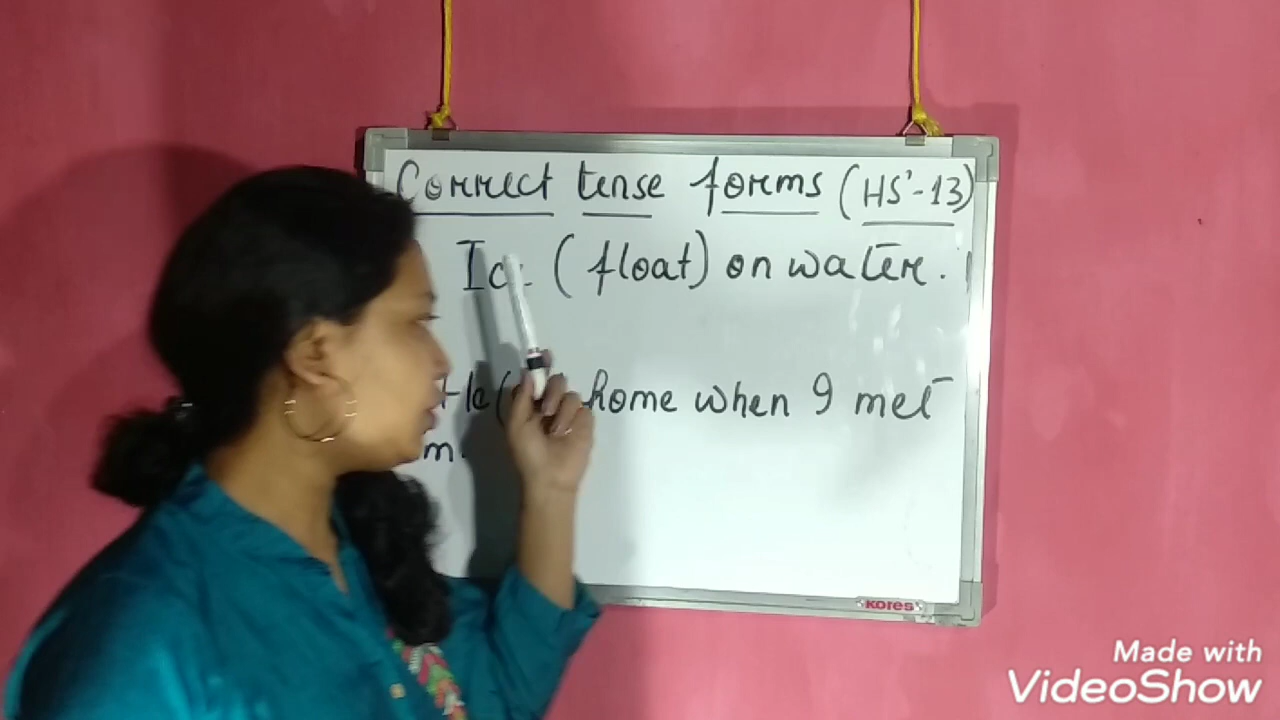 Correct tense forms (HS'-13)
(float) on water.
home when I met
KORES
Made with
VideoShow